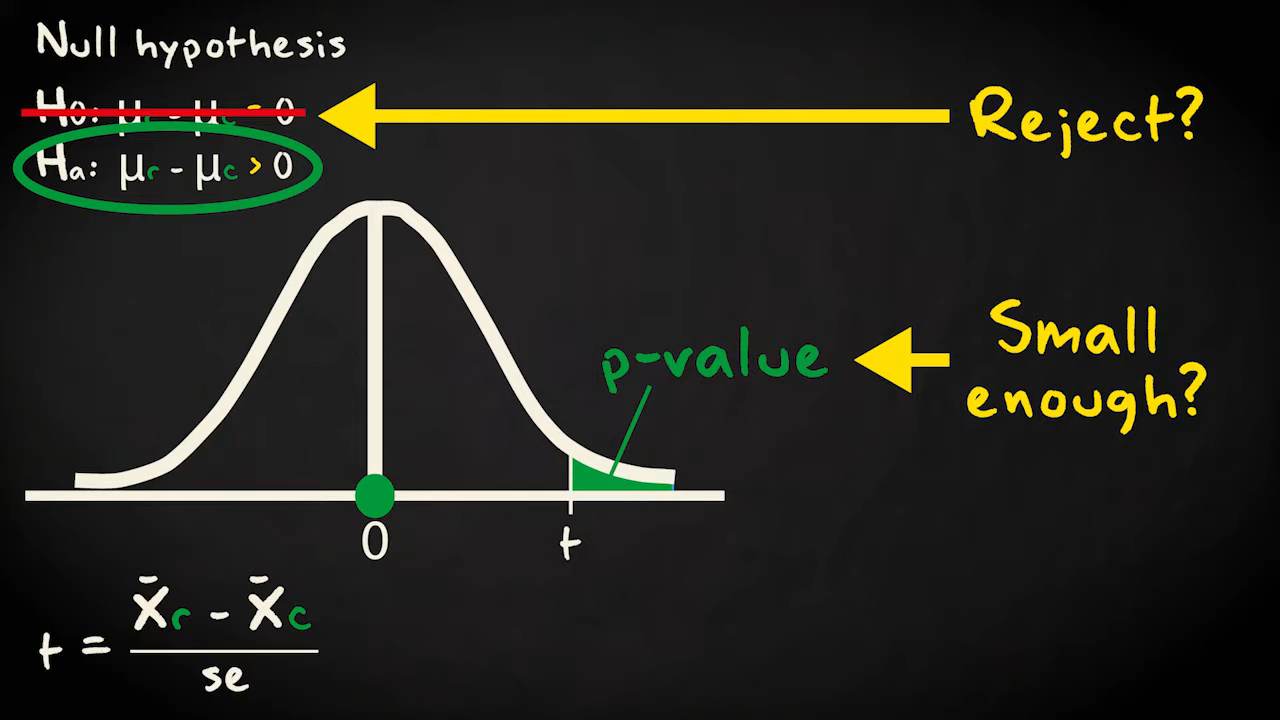 Null hypothesis
H0: μr - μc = 0
Reject?
Ha: μr - μc > 0
p-value
Small
enough?
0
t
t = x̄r - x̄c
se